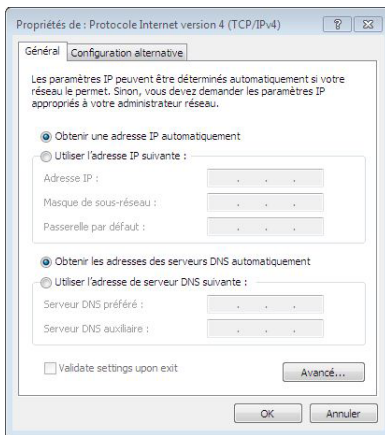 Propriétés de : Protocole Internet version 4 (TCP/IPv4)
Général
Configuration alternative
Les paramètres IP peuvent être déterminés automatiquement si votre
réseau le permet. Sinon, vous devez demander les paramètres IP
appropriés à votre administrateur réseau.
Obtenir une adresse IP automatiquement
Utiliser l'adresse IP suivante :
Adresse IP :
Masque de sous-réseau :
Passerelle par défaut :
Obtenir les adresses des serveurs DNS automatiquement
Utiliser l'adresse de serveur DNS suivante :
Serveur DNS préféré :
Serveur DNS auxiliaire :
Validate settings upon exit
Avancé...
OK
Annuler